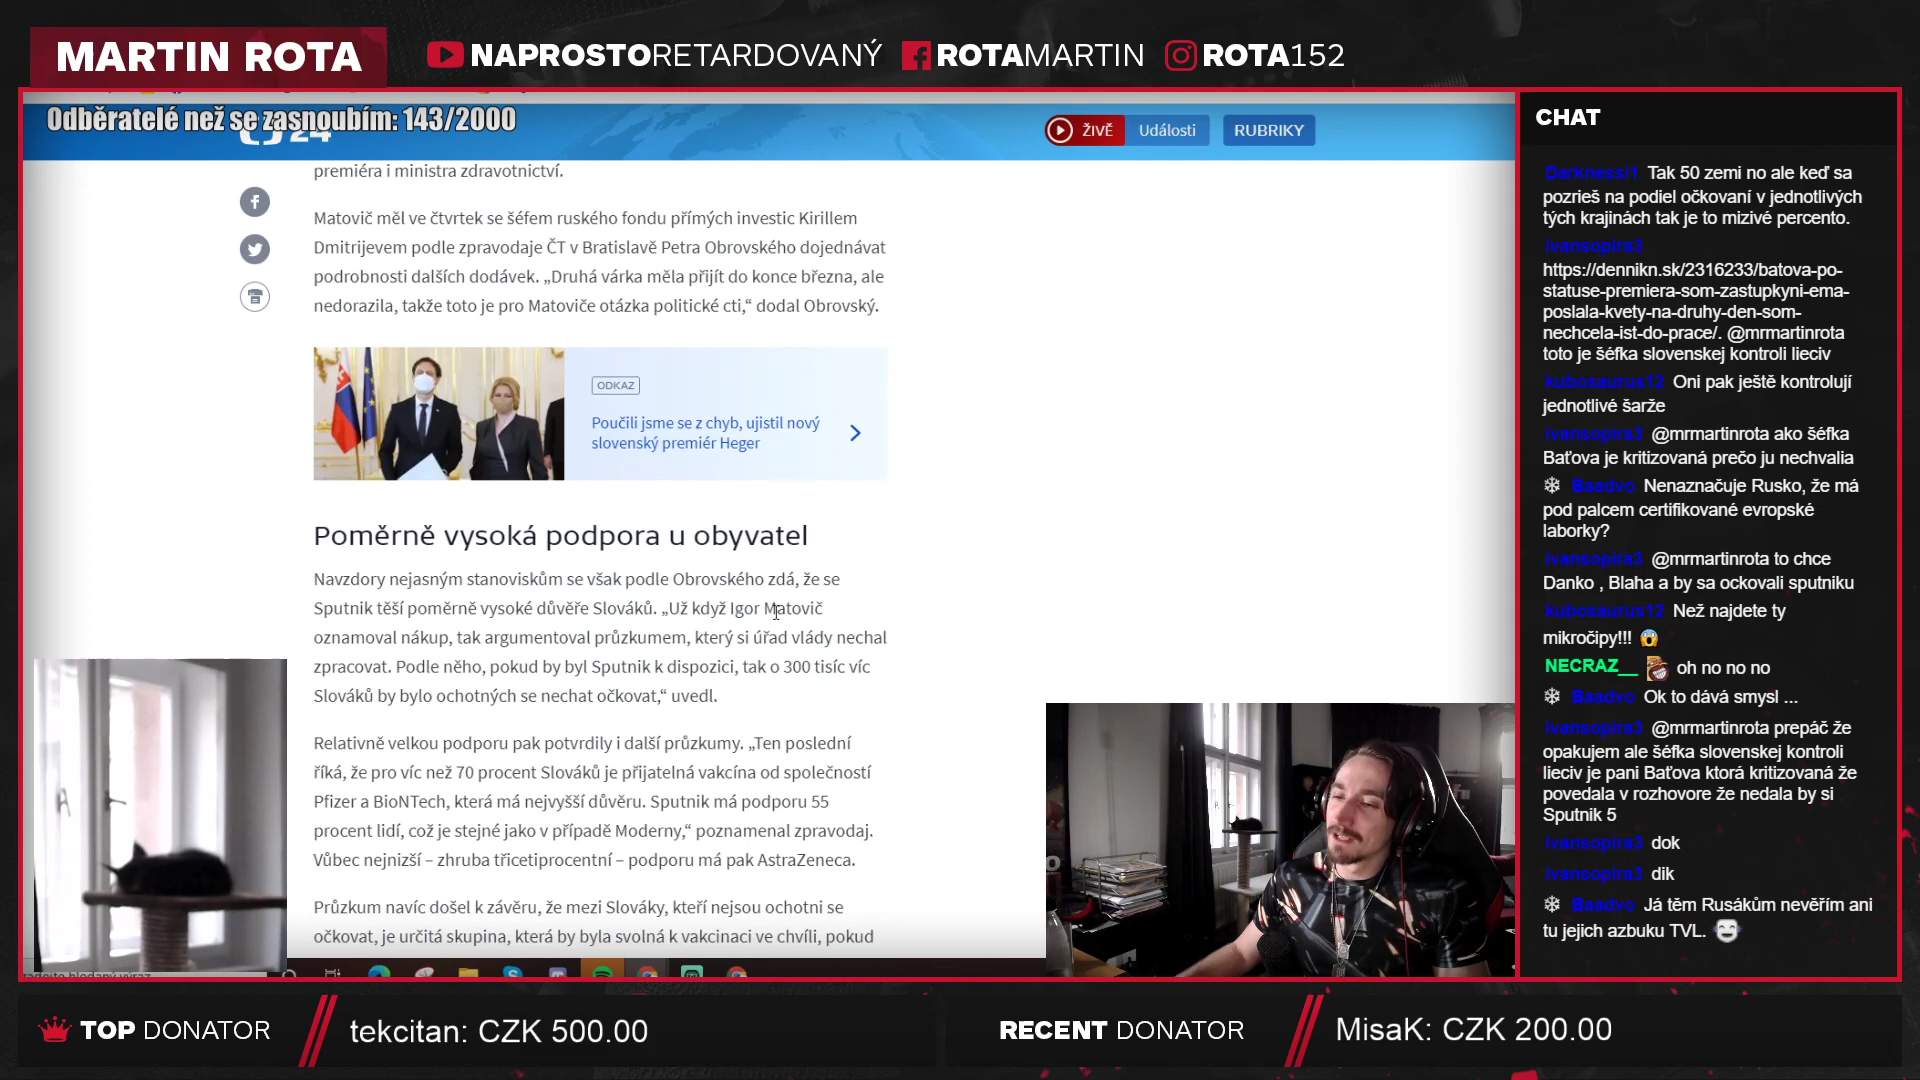 MARTIN ROTA
NAPROSTORETARDOVANÝ
ROTAMARTIN
ROTA152
Odběratelé než se zasnoubím: 143/2000
24
ŽIVĚ
Události
RUBRIKY
premiéra i ministra zdravotnictví.
Matovič měl ve čtvrtek se šéfem ruského fondu přímých investic Kirillem
Dmitrijevem podle zpravodaje ČT v Bratislavě Petra Obrovského dojednávat
podrobnosti dalších dodávek. „Druhá várka měla přijít do konce března, ale
nedorazila, takže toto je pro Matoviče otázka politické cti,“ dodal Obrovský.
ODKAZ
Poučili jsme se z chyb, ujistil nový
slovenský premiér Heger
Poměrně vysoká podpora u obyvatel
Navzdory nejasným stanoviskům se však podle Obrovského zdá, že se
Sputnik těší poměrně vysoké důvěře Slováků. „Už když Igor Matovič
oznamoval nákup, tak argumentoval průzkumem, který si úřad vlády nechal
zpracovat. Podle něho, pokud by byl Sputnik k dispozici, tak o 300 tisíc víc
Slováků by bylo ochotných se nechat očkovat,“ uvedl.
Relativně velkou podporu pak potvrdily i další průzkumy. „Ten poslední
říká, že pro víc než 70 procent Slováků je přijatelná vakcína od společností
Pfizer a BioNTech, která má nejvyšší důvěru. Sputnik má podporu 55
procent lidí, což je stejné jako v případě Moderny,“ poznamenal zpravodaj.
Vůbec nejnižší – zhruba třicetiprocentní – podporu má pak AstraZeneca.
Průzkum navíc došel k závěru, že mezi Slováky, kteří nejsou ochotni se
očkovat, je určitá skupina, která by byla svolná k vakcinaci ve chvíli, pokud
CHAT
Darknessi1 Tak 50 zemi no ale keď sa
pozrieš na podiel očkovaní v jednotlivých
tých krajinách tak je to mizivé percento.
ivansopira3
https://dennikn.sk/2316233/batova-po-
statuse-premiera-som-zastupkyni-ema-
poslala-kvety-na-druhy-den-som-
nechcela-ist-do-prace/. @mrmartinrota
toto je šéfka slovenskej kontroli lieciv
kubosaurus12 Oni pak ještě kontrolují
jednotlivé šarže
ivansopira3 @mrmartinrota ako šéfka
Baťova je kritizovaná prečo ju nechvalia
Baadvo Nenaznačuje Rusko, že má
pod palcem certifikované evropské
laborky?
ivansopira3 @mrmartinrota to chce
Danko , Blaha a by sa ockovali sputniku
kubosaurus12 Než najdete ty
mikročipy!!!
NECRAZ__ oh no no no
Baadvo Ok to dává smysl ...
ivansopira3 @mrmartinrota prepáč že
opakujem ale šéfka slovenskej kontroli
lieciv je pani Baťova ktorá kritizovaná že
povedala v rozhovore že nedala by si
Sputnik 5
ivansopira3 dok
ivansopira3 dik
Baadvo Já těm Rusákům nevěřím ani
tu jejich azbuku TVL.
TOP DONATOR
tekcitan: CZK 500.00
RECENT DONATOR
MisaK: CZK 200.00